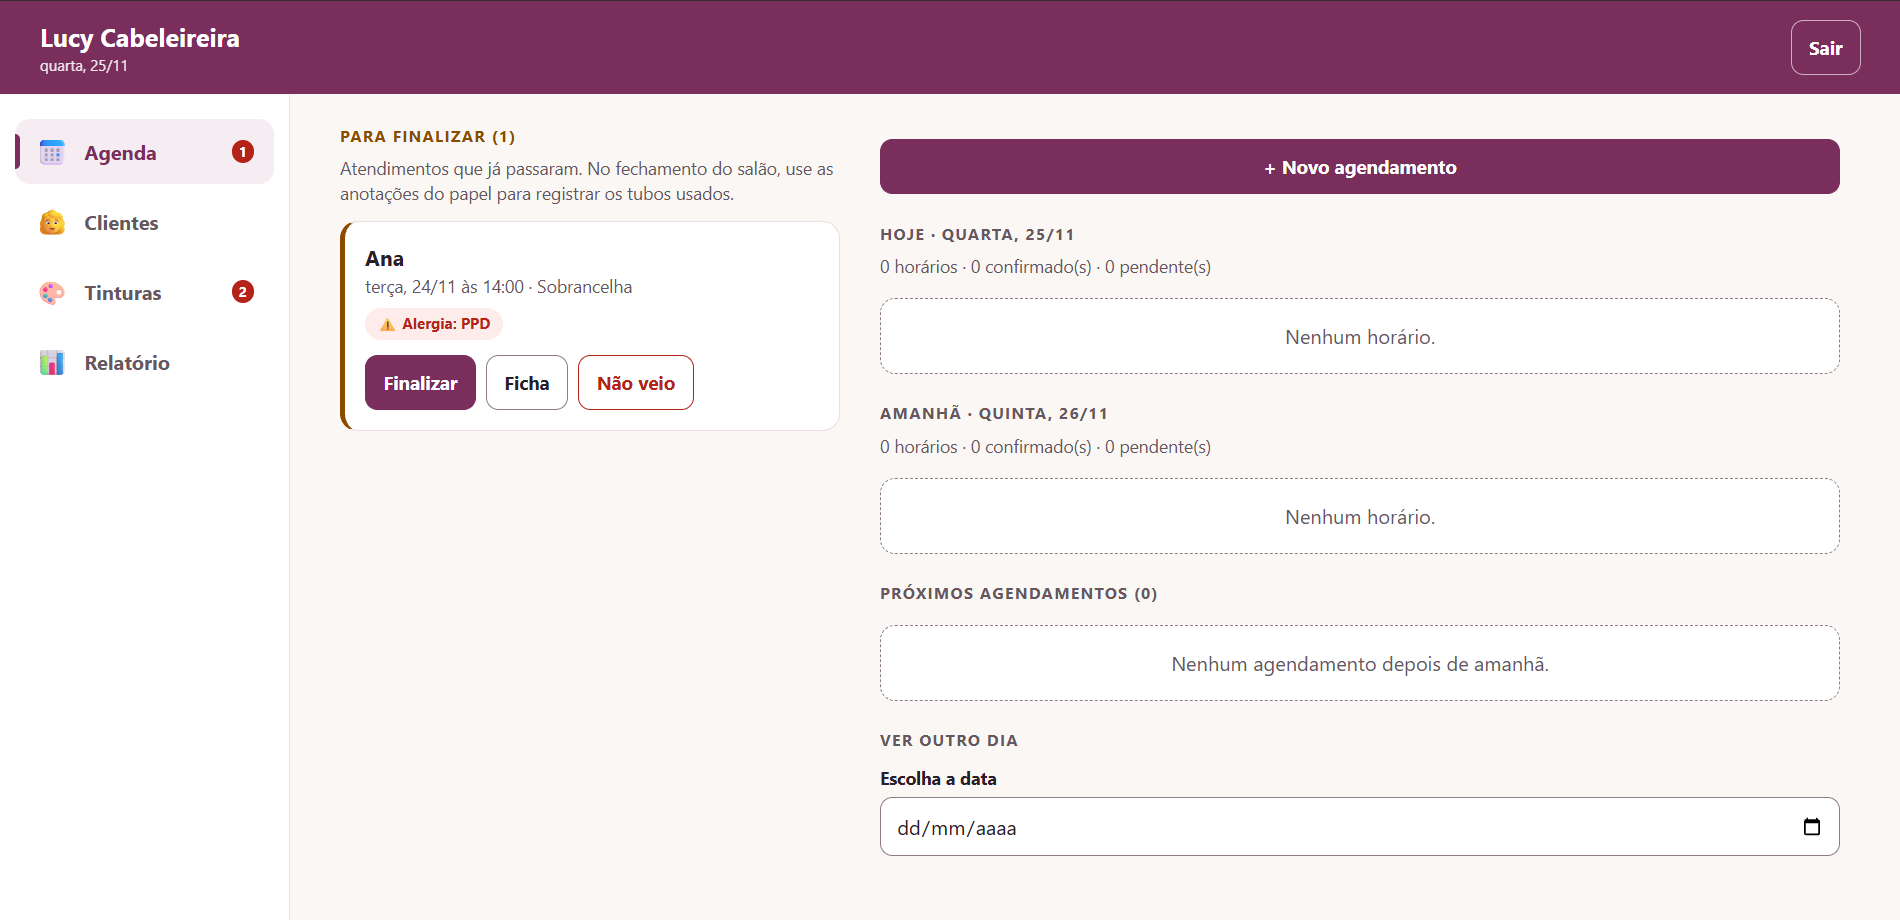 Lucy Cabeleireira
quarta, 25/11
Sair
Agenda
1
Clientes
Tinturas
2
Relatório
PARA FINALIZAR (1)
Atendimentos que já passaram. No fechamento do salão, use as
anotações do papel para registrar os tubos usados.
Ana
terça, 24/11 às 14:00 · Sobrancelha
Alergia: PPD
Finalizar
Ficha
Não veio
+ Novo agendamento
HOJE · QUARTA, 25/11
0 horários · 0 confirmado(s) · 0 pendente(s)
Nenhum horário.
AMANHÃ · QUINTA, 26/11
0 horários · 0 confirmado(s) · 0 pendente(s)
Nenhum horário.
PRÓXIMOS AGENDAMENTOS (0)
Nenhum agendamento depois de amanhã.
VER OUTRO DIA
Escolha a data
dd/mm/aaaa